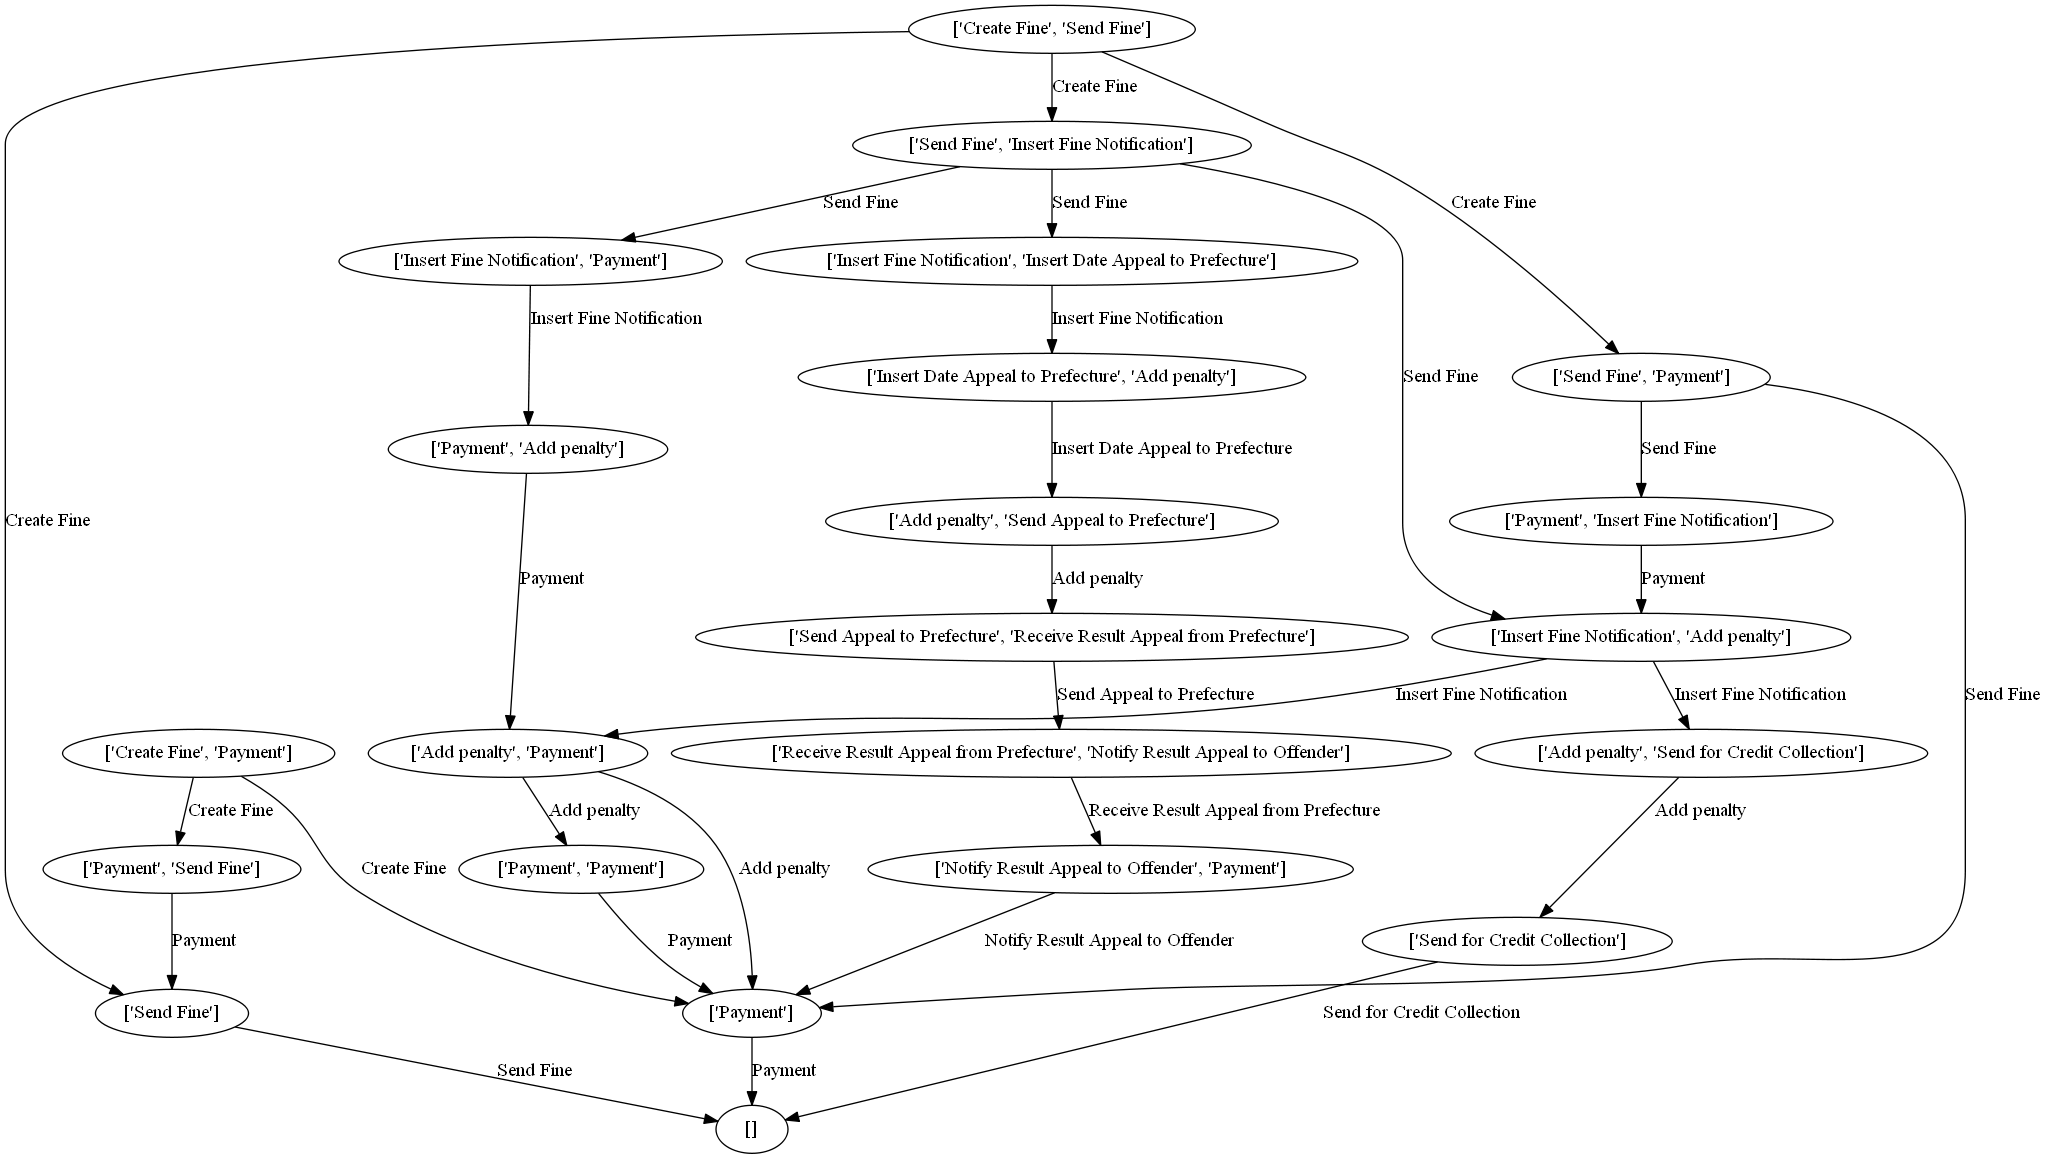 ['Create Fine', 'Send Fine']
Create Fine
['Send Fine', 'Insert Fine Notification']
Send Fine
Send Fine
Create Fine
['Insert Fine Notification', 'Payment']
['Insert Fine Notification', 'Insert Date Appeal to Prefecture']
Insert Fine Notification
Insert Fine Notification
['Insert Date Appeal to Prefecture', 'Add penalty']
Send Fine
['Send Fine', 'Payment']
['Payment', 'Add penalty']
Insert Date Appeal to Prefecture
Send Fine
Create Fine
['Add penalty', 'Send Appeal to Prefecture']
['Payment', 'Insert Fine Notification']
Payment
Add penalty
Payment
['Send Appeal to Prefecture', 'Receive Result Appeal from Prefecture']
['Insert Fine Notification', 'Add penalty']
Send Appeal to Prefecture
Insert Fine Notification
Insert Fine Notification
Send Fine
['Create Fine', 'Payment']
['Add penalty', 'Payment']
['Receive Result Appeal from Prefecture', 'Notify Result Appeal to Offender']
['Add penalty', 'Send for Credit Collection']
Create Fine
Add penalty
Receive Result Appeal from Prefecture
Add penalty
['Payment', 'Send Fine']
Create Fine
['Payment', 'Payment']
Add penalty
['Notify Result Appeal to Offender', 'Payment']
Payment
Payment
Notify Result Appeal to Offender
['Send for Credit Collection']
['Send Fine']
['Payment']
Send for Credit Collection
Send Fine
Payment
[]